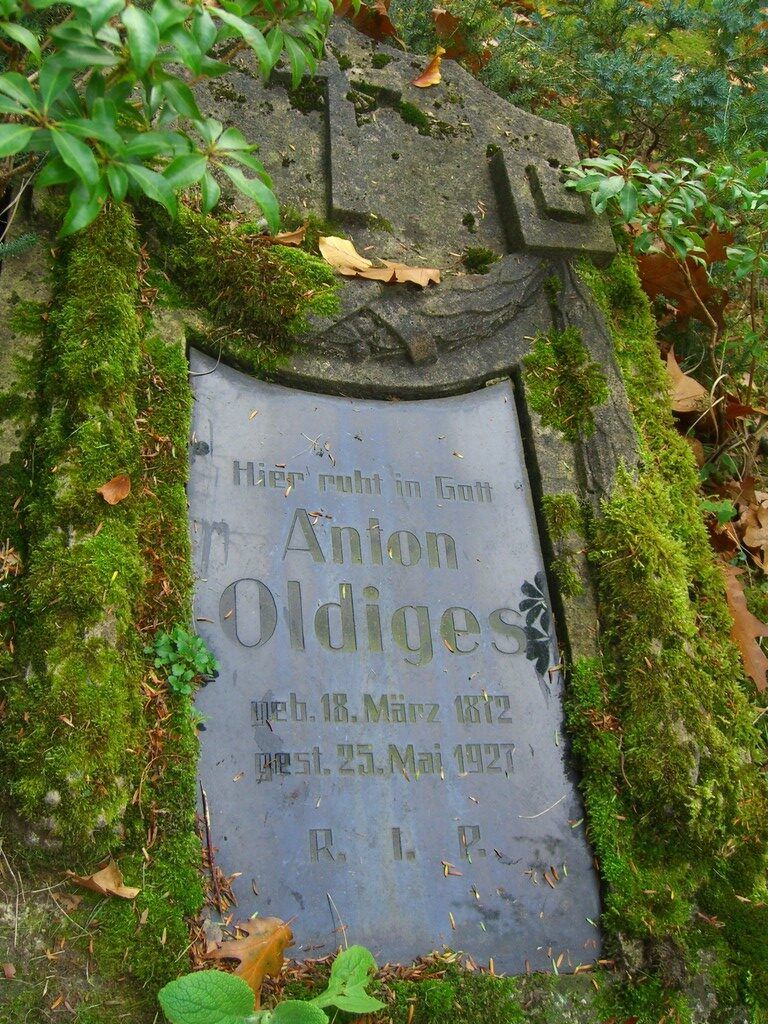 Hier ruht in Gott
Anton
Oldiges
geb. 18. März 1872
gest. 25. Mai 1927
R. I. P.